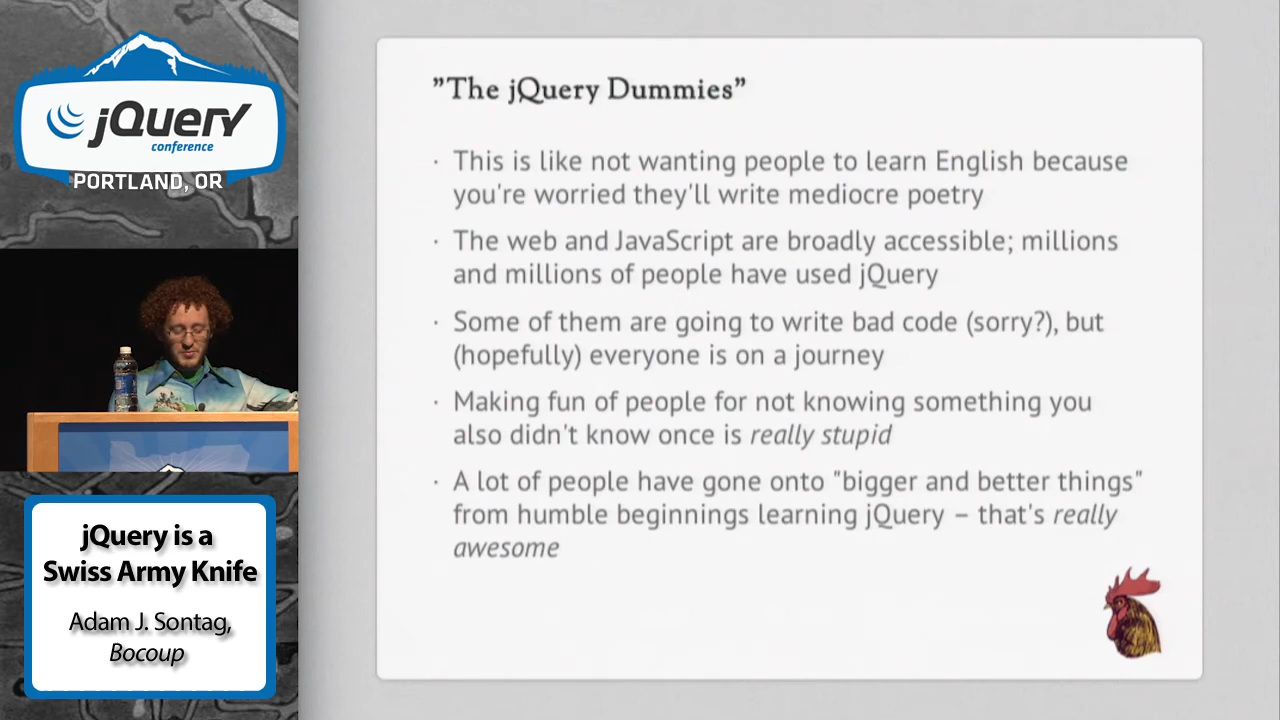 jQuery
conference
PORTLAND, OR
jQuery is a
Swiss Army Knife
Adam J. Sontag,
Bocoup
"The jQuery Dummies"
· This is like not wanting people to learn English because
you're worried they'll write mediocre poetry
· The web and JavaScript are broadly accessible; millions
and millions of people have used jQuery
· Some of them are going to write bad code (sorry?), but
(hopefully) everyone is on a journey
· Making fun of people for not knowing something you
also didn't know once is really stupid
· A lot of people have gone onto "bigger and better things"
from humble beginnings learning jQuery – that's really
awesome